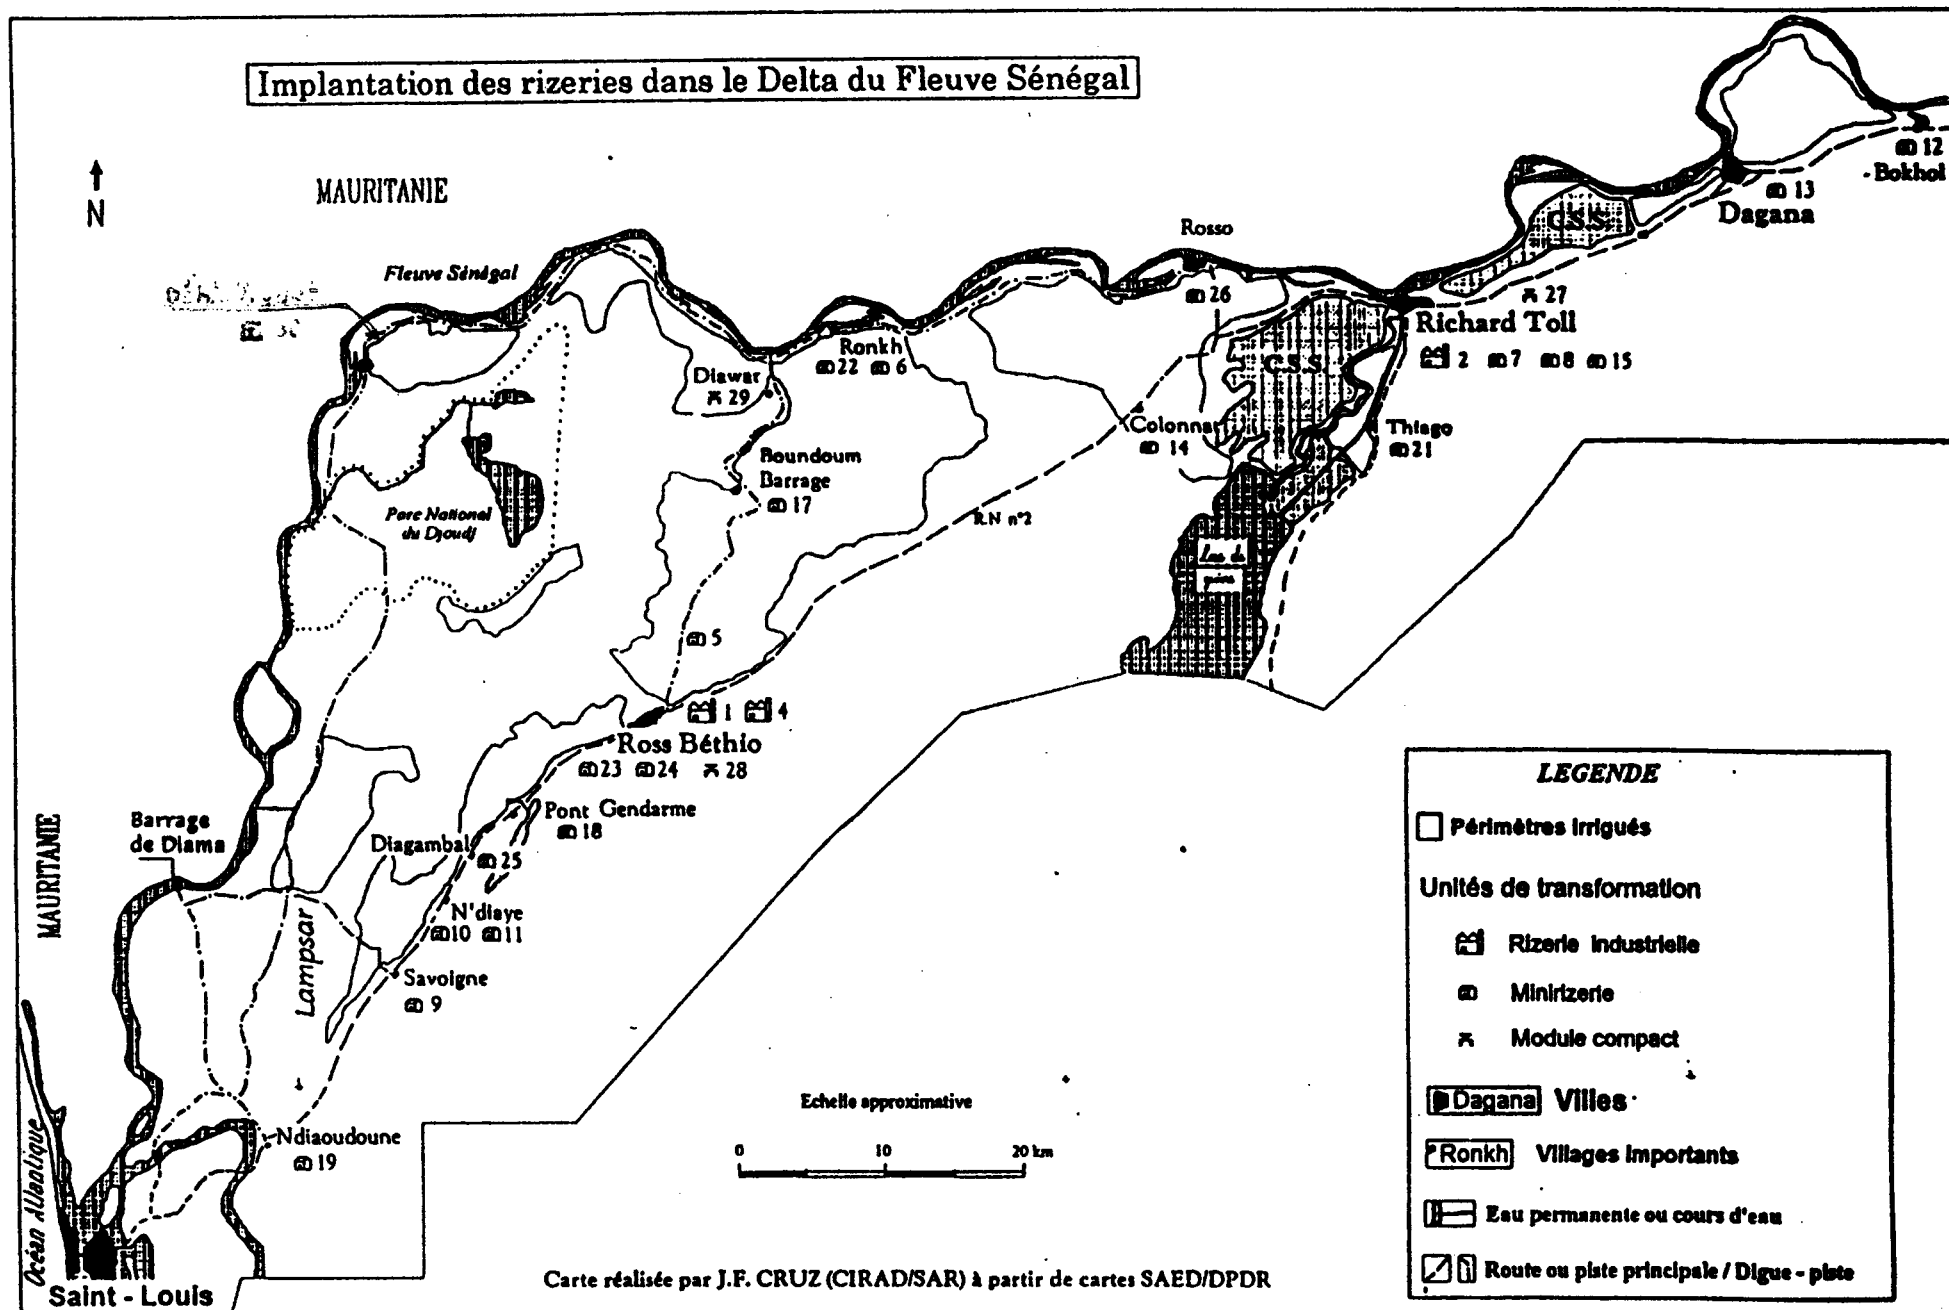 Implantation des rizeries dans le Delta du Fleuve Sénégal
N
MAURITANIE
Fleuve Sénégal
Rosso
26
12
Bokhol
13
Dagana
C.S.S.
27
Richard Toll
2 7 8 15
C.S.S.
Ronkh
22 6
Diawar
29
Colonna
14
Thiago
21
Boundoum
Barrage
17
Parc National
du Djoudj
R.N n°2
Lac de
5
1 4
Ross Béthio
23 24 28
Pont Gendarme
18
MAURITANIE
Barrage
de Diama
Diagambal
25
N'diaye
10 11
Lampsar
Savoigne
9
Ndiaoudoune
19
Océan Atlantique
Saint - Louis
Echelle approximative
0 10 20 km
Carte réalisée par J.F. CRUZ (CIRAD/SAR) à partir de cartes SAED/DPDR
LEGENDE
Périmètres irrigués
Unités de transformation
Rizerie industrielle
Minirizerie
Module compact
Dagana Villes
Ronkh Villages importants
Eau permanente ou cours d'eau
Route ou piste principale / Digue - piste